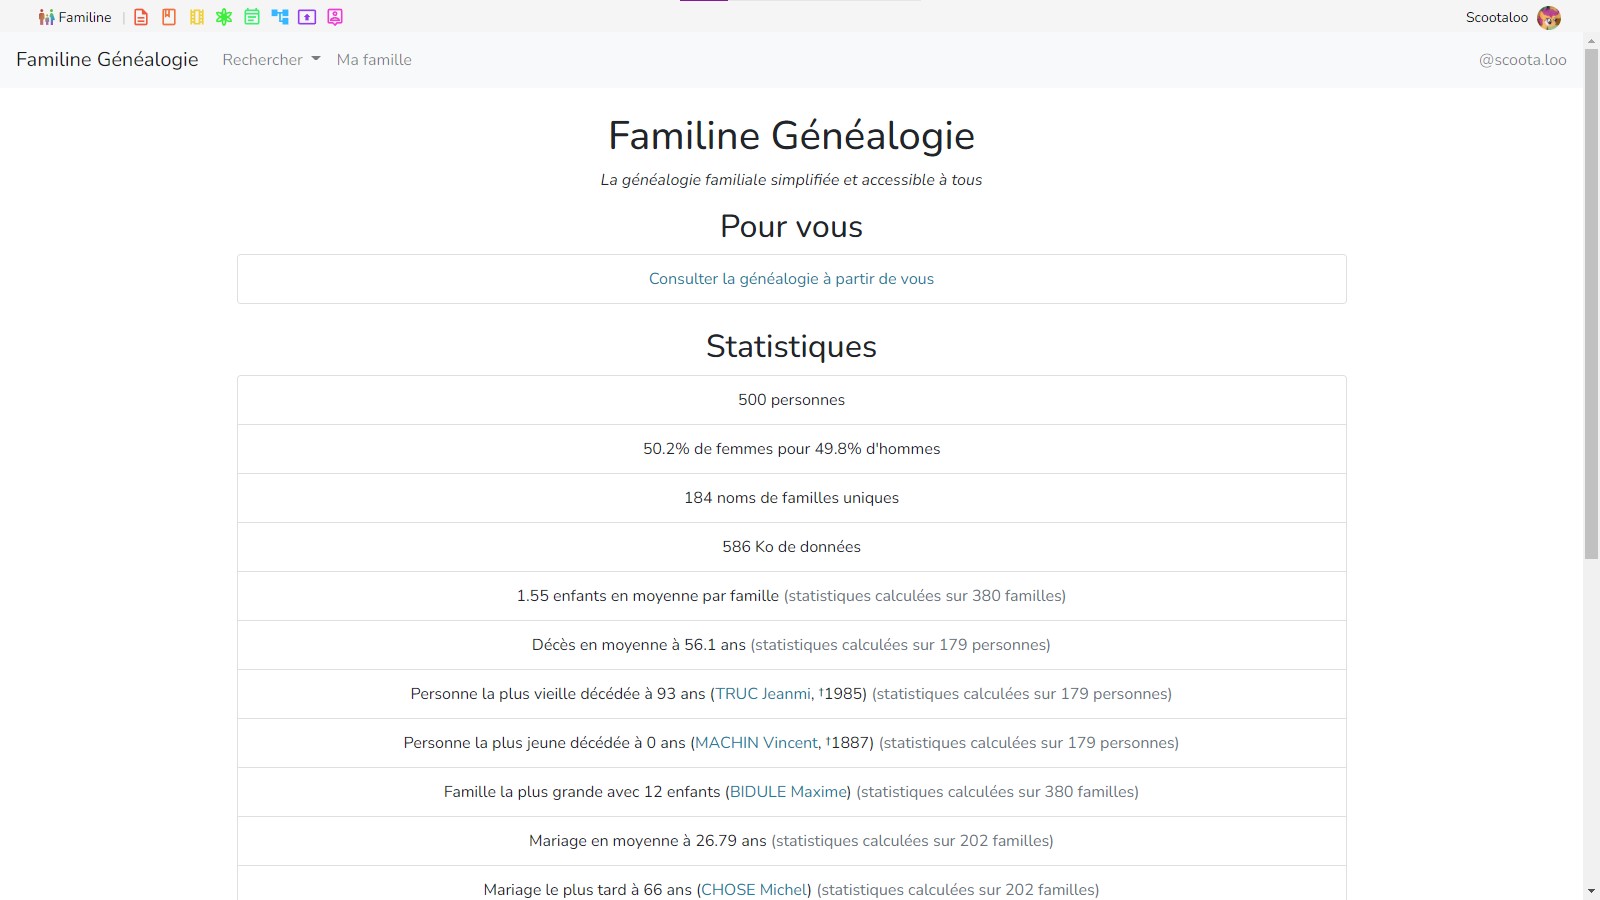 Familine | Scootaloo
Familine Généalogie Rechercher Ma famille @scoota.loo
Familine Généalogie
La généalogie familiale simplifiée et accessible à tous
Pour vous
Consulter la généalogie à partir de vous
Statistiques
500 personnes
50.2% de femmes pour 49.8% d'hommes
184 noms de familles uniques
586 Ko de données
1.55 enfants en moyenne par famille (statistiques calculées sur 380 familles)
Décès en moyenne à 56.1 ans (statistiques calculées sur 179 personnes)
Personne la plus vieille décédée à 93 ans (TRUC Jeanmi, †1985) (statistiques calculées sur 179 personnes)
Personne la plus jeune décédée à 0 ans (MACHIN Vincent, †1887) (statistiques calculées sur 179 personnes)
Famille la plus grande avec 12 enfants (BIDULE Maxime) (statistiques calculées sur 380 familles)
Mariage en moyenne à 26.79 ans (statistiques calculées sur 202 familles)
Mariage le plus tard à 66 ans (CHOSE Michel) (statistiques calculées sur 202 familles)